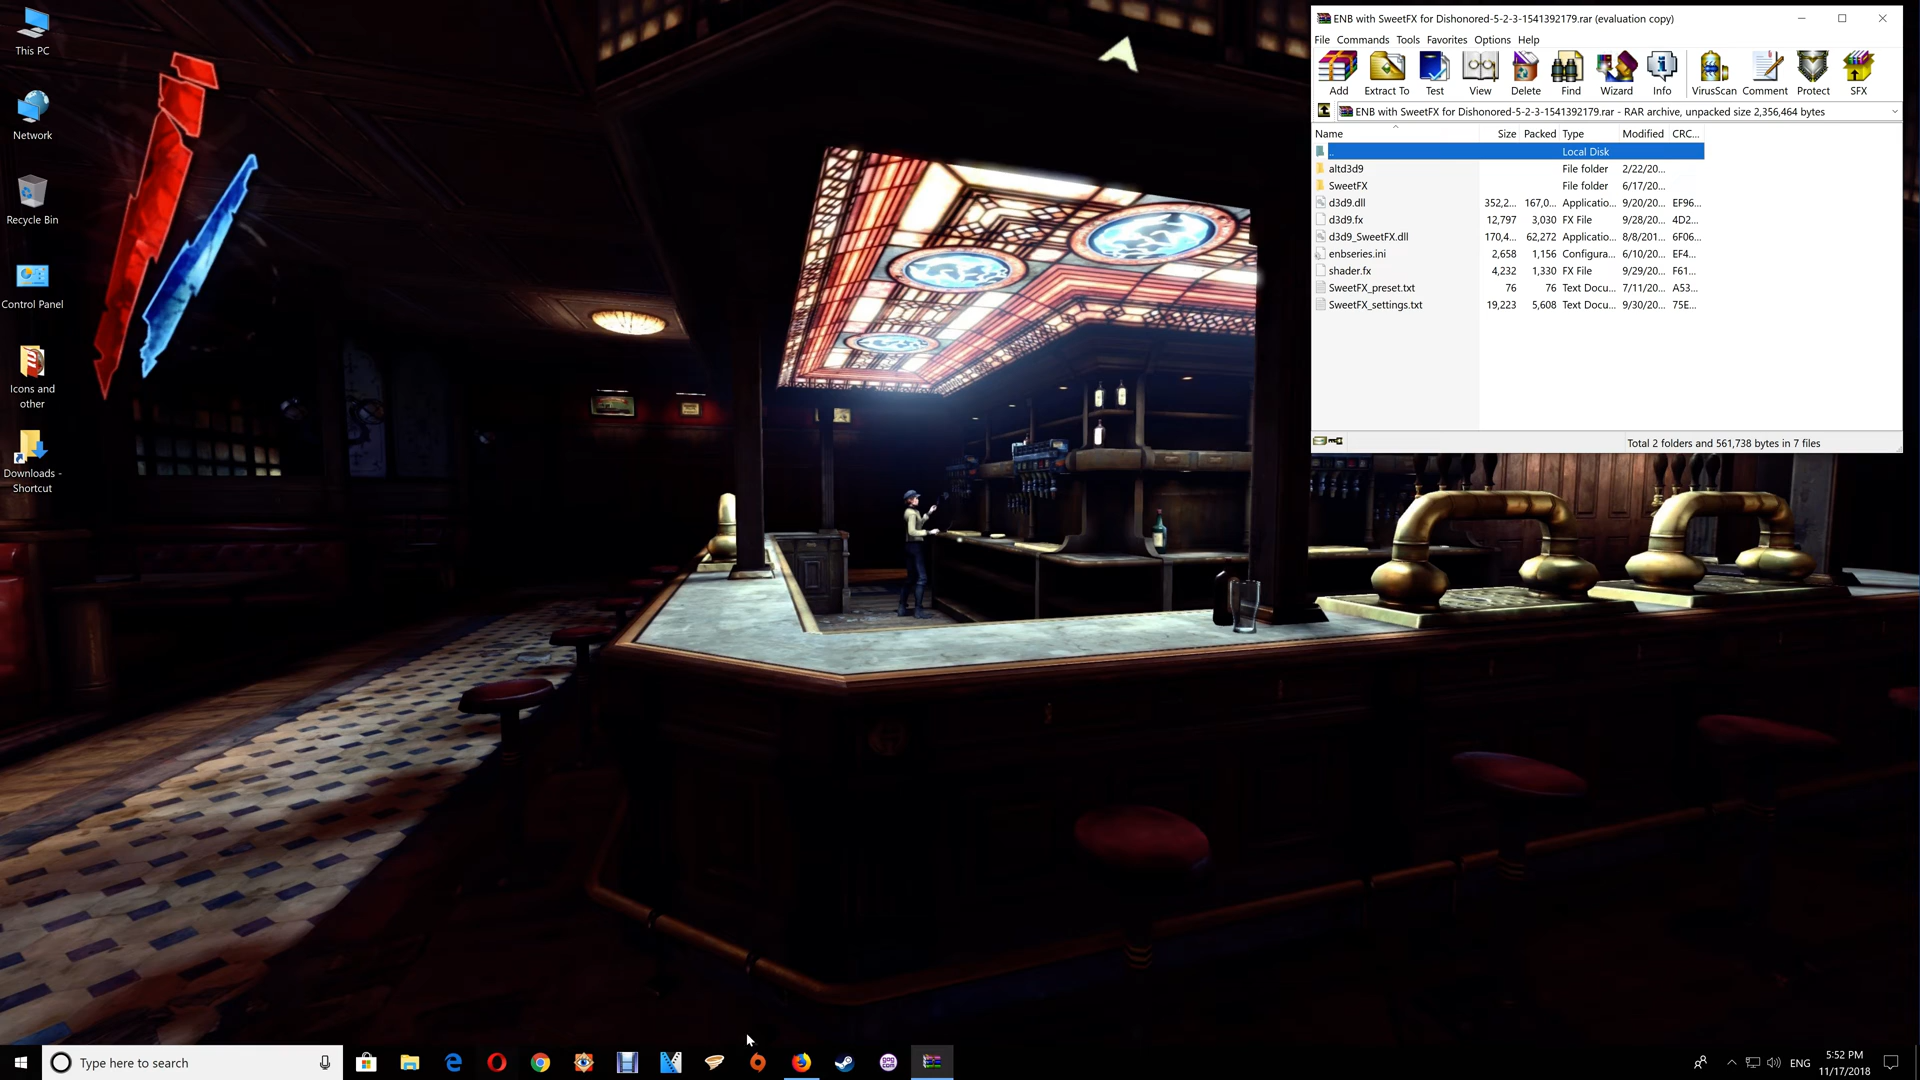 This PC
Network
Recycle Bin
Control Panel
Icons and
other
Downloads -
Shortcut
ENB with SweetFX for Dishonored-5-2-3-1541392179.rar (evaluation copy)
File Commands Tools Favorites Options Help
Add Extract To Test View Delete Find Wizard Info VirusScan Comment Protect SFX
ENB with SweetFX for Dishonored-5-2-3-1541392179.rar - RAR archive, unpacked size 2,356,464 bytes
Name Size Packed Type Modified CRC...
.. Local Disk
altd3d9 File folder 2/22/20...
SweetFX File folder 6/17/20...
d3d9.dll 352,2... 167,0... Applicatio... 9/20/20... EF96...
d3d9.fx 12,797 3,030 FX File 9/28/20... 4D2...
d3d9_SweetFX.dll 170,4... 62,272 Applicatio... 8/8/201... 6F06...
enbseries.ini 2,658 1,156 Configura... 6/10/20... EF4...
shader.fx 4,232 1,330 FX File 9/29/20... F61...
SweetFX_preset.txt 76 76 Text Docu... 7/11/20... A53...
SweetFX_settings.txt 19,223 5,608 Text Docu... 9/30/20... 75E...
Total 2 folders and 561,738 bytes in 7 files
Type here to search
gog
com
ENG
5:52 PM
11/17/2018